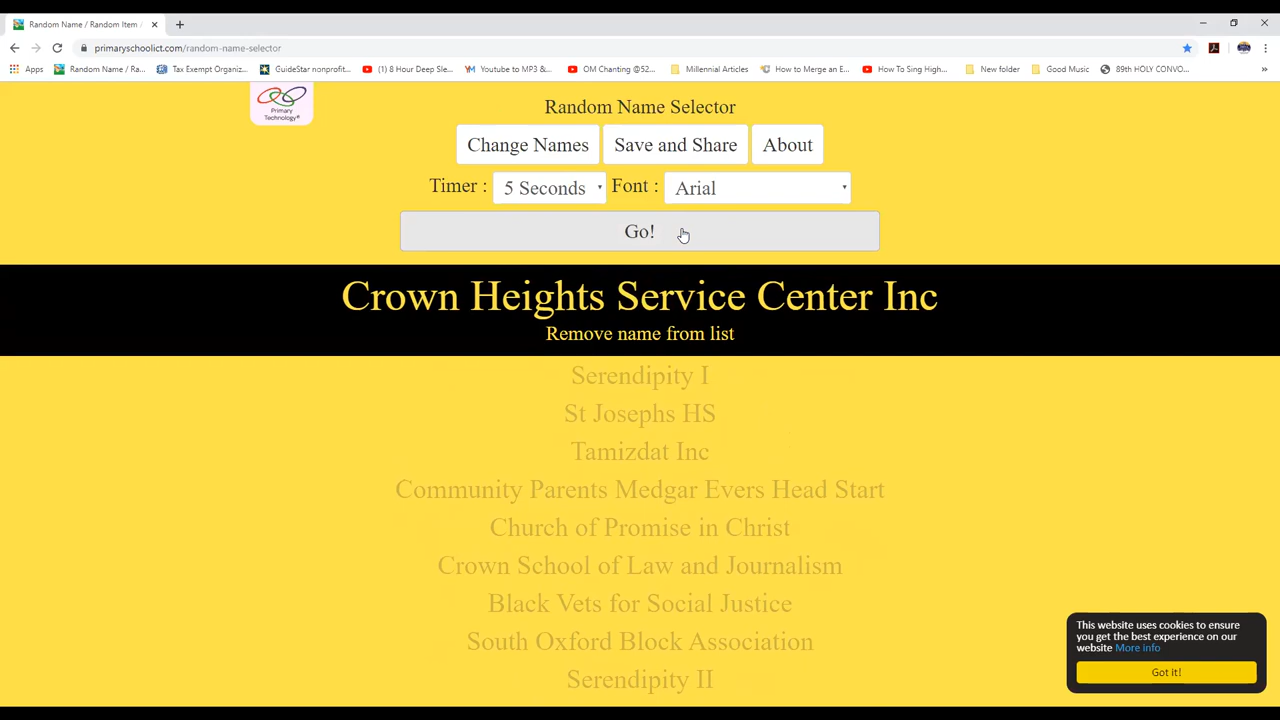 Random Name / Random Item /
primaryschoolict.com/random-name-selector
Apps
Random Name / Ra...
Tax Exempt Organiz...
GuideStar nonprofit...
(1) 8 Hour Deep Sle...
Youtube to MP3 &...
OM Chanting @52...
Millennial Articles
How to Merge an E...
How To Sing High...
New folder
Good Music
89th HOLY CONVO...
Primary
Technology®
Random Name Selector
Change Names
Save and Share
About
Timer : 5 Seconds Font : Arial
Go!
Crown Heights Service Center Inc
Remove name from list
Serendipity I
St Josephs HS
Tamizdat Inc
Community Parents Medgar Evers Head Start
Church of Promise in Christ
Crown School of Law and Journalism
Black Vets for Social Justice
South Oxford Block Association
Serendipity II
This website uses cookies to ensure
you get the best experience on our
website More info
Got it!